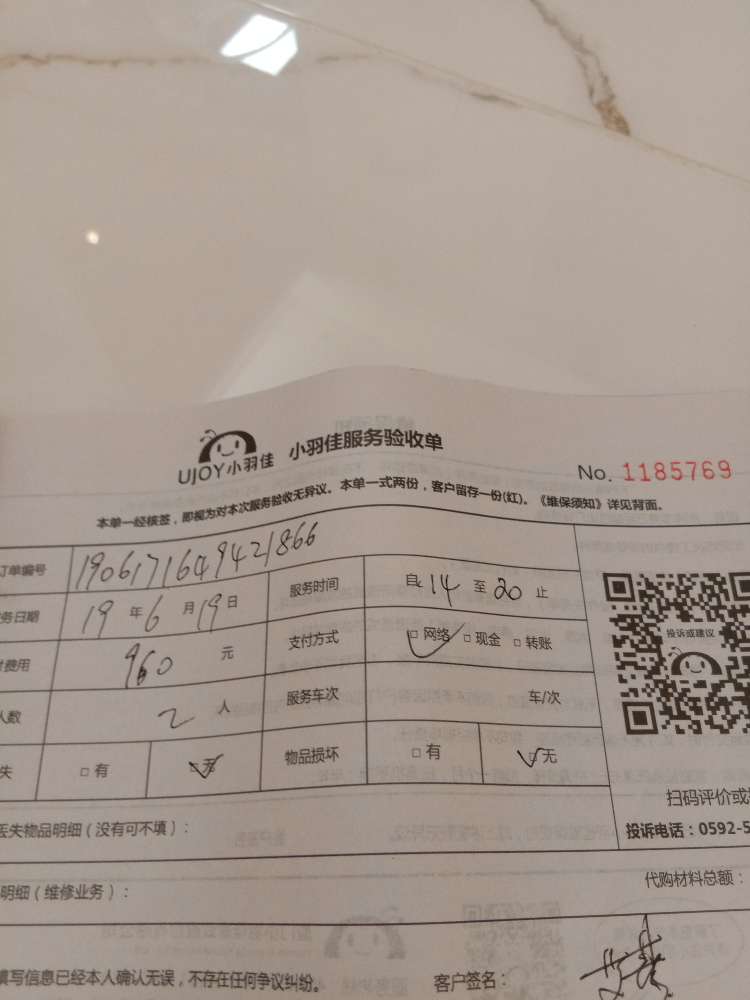 UJOY小羽佳 小羽佳服务验收单
No. 1185769
本单一经核签，即视为对本次服务验收无异议。本单一式两份，客户留存一份(红)。《维保须知》详见背面。
订单编号 1906171649421866
务日期 19 年 6 月 19 日 服务时间 自 14 至 20 止
费用 960 元 支付方式 □ 网络 □ 现金 □ 转账
人数 2 人 服务车次 车/次
失 □ 有 □ 无 物品损坏 □ 有 □ 无
投诉或建议
扫码评价或
投诉电话：0592-5
丢失物品明细（没有可不填）：
明细（维修业务）： 代购材料总额：
填写信息已经本人确认无误，不存在任何争议纠纷。 客户签名：